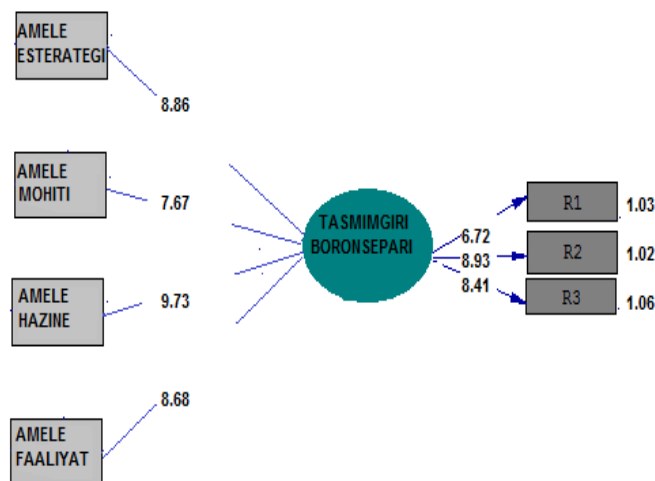 AMELE
ESTERATEGI
8.86
AMELE
MOHITI
7.67
AMELE
HAZINE
9.73
AMELE
FAALIYAT
8.68
TASMIMGIRI
BORONSEPARI
6.72
8.93
8.41
R1
1.03
R2
1.02
R3
1.06